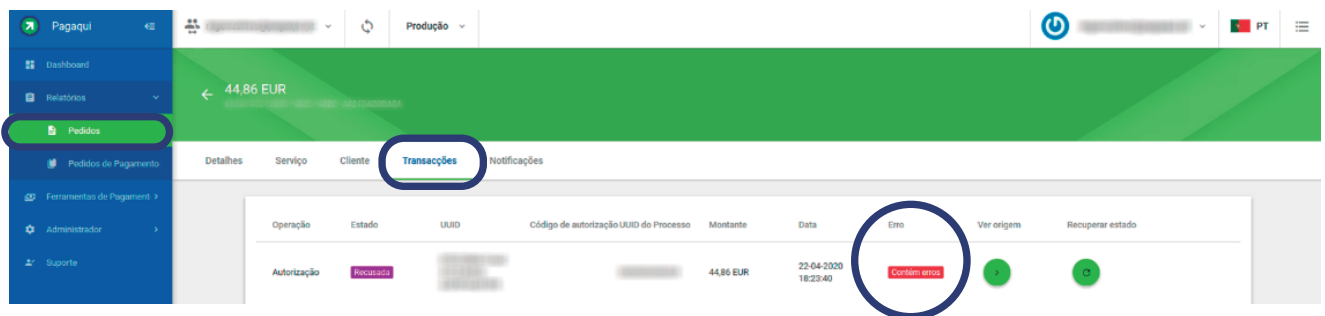 Pagaqui
Produção
PT
Dashboard
Relatórios
Pedidos
Pedidos de Pagamento
Ferramentas de Pagament
Administrador
Suporte
44,86 EUR
Detalhes Serviço Cliente Transacções Notificações
Operação Estado UUID Código de autorização UUID do Processo Montante Data Erro Ver origem Recuperar estado
Autorização Recusada 44,86 EUR 22-04-2020 Contém erros
18:23:40